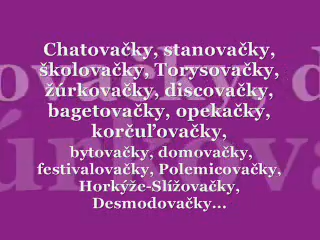 Chatovačky, stanovačky,
školovačky, Torysovačky,
žúrkovačky, discovačky,
bagetovačky, opekačky,
korčuľovačky,
bytovačky, domovačky,
festivalovačky, Polemicovačky,
Horkýže-Slížovačky,
Desmodovačky...